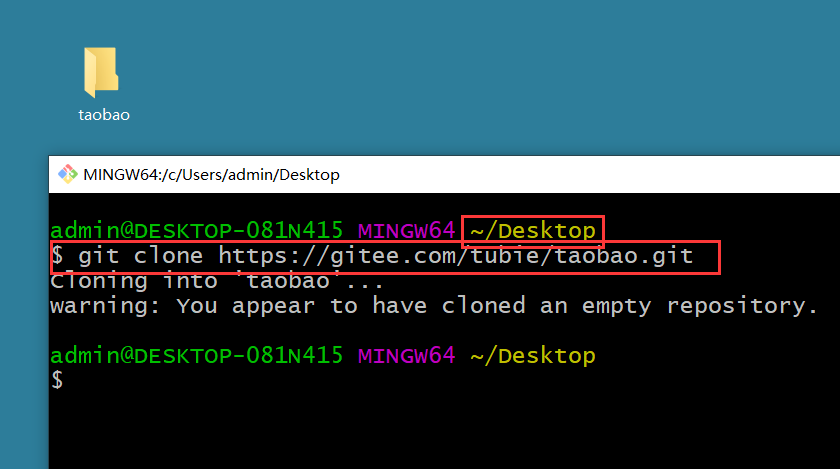 taobao
MINGW64:/c/Users/admin/Desktop
admin@DESKTOP-081N415 MINGW64 ~/Desktop
$ git clone https://gitee.com/tubie/taobao.git
Cloning into 'taobao'...
warning: You appear to have cloned an empty repository.
admin@DESKTOP-081N415 MINGW64 ~/Desktop
$